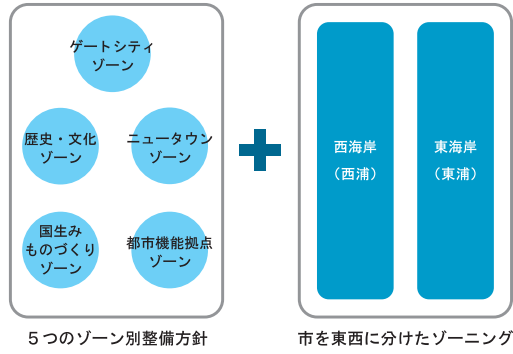 ゲートシティ
ゾーン
歴史・文化
ゾーン
ニュータウン
ゾーン
国生み
ものづくり
ゾーン
都市機能拠点
ゾーン
５つのゾーン別整備方針
西海岸
（西浦）
東海岸
（東浦）
市を東西に分けたゾーニング